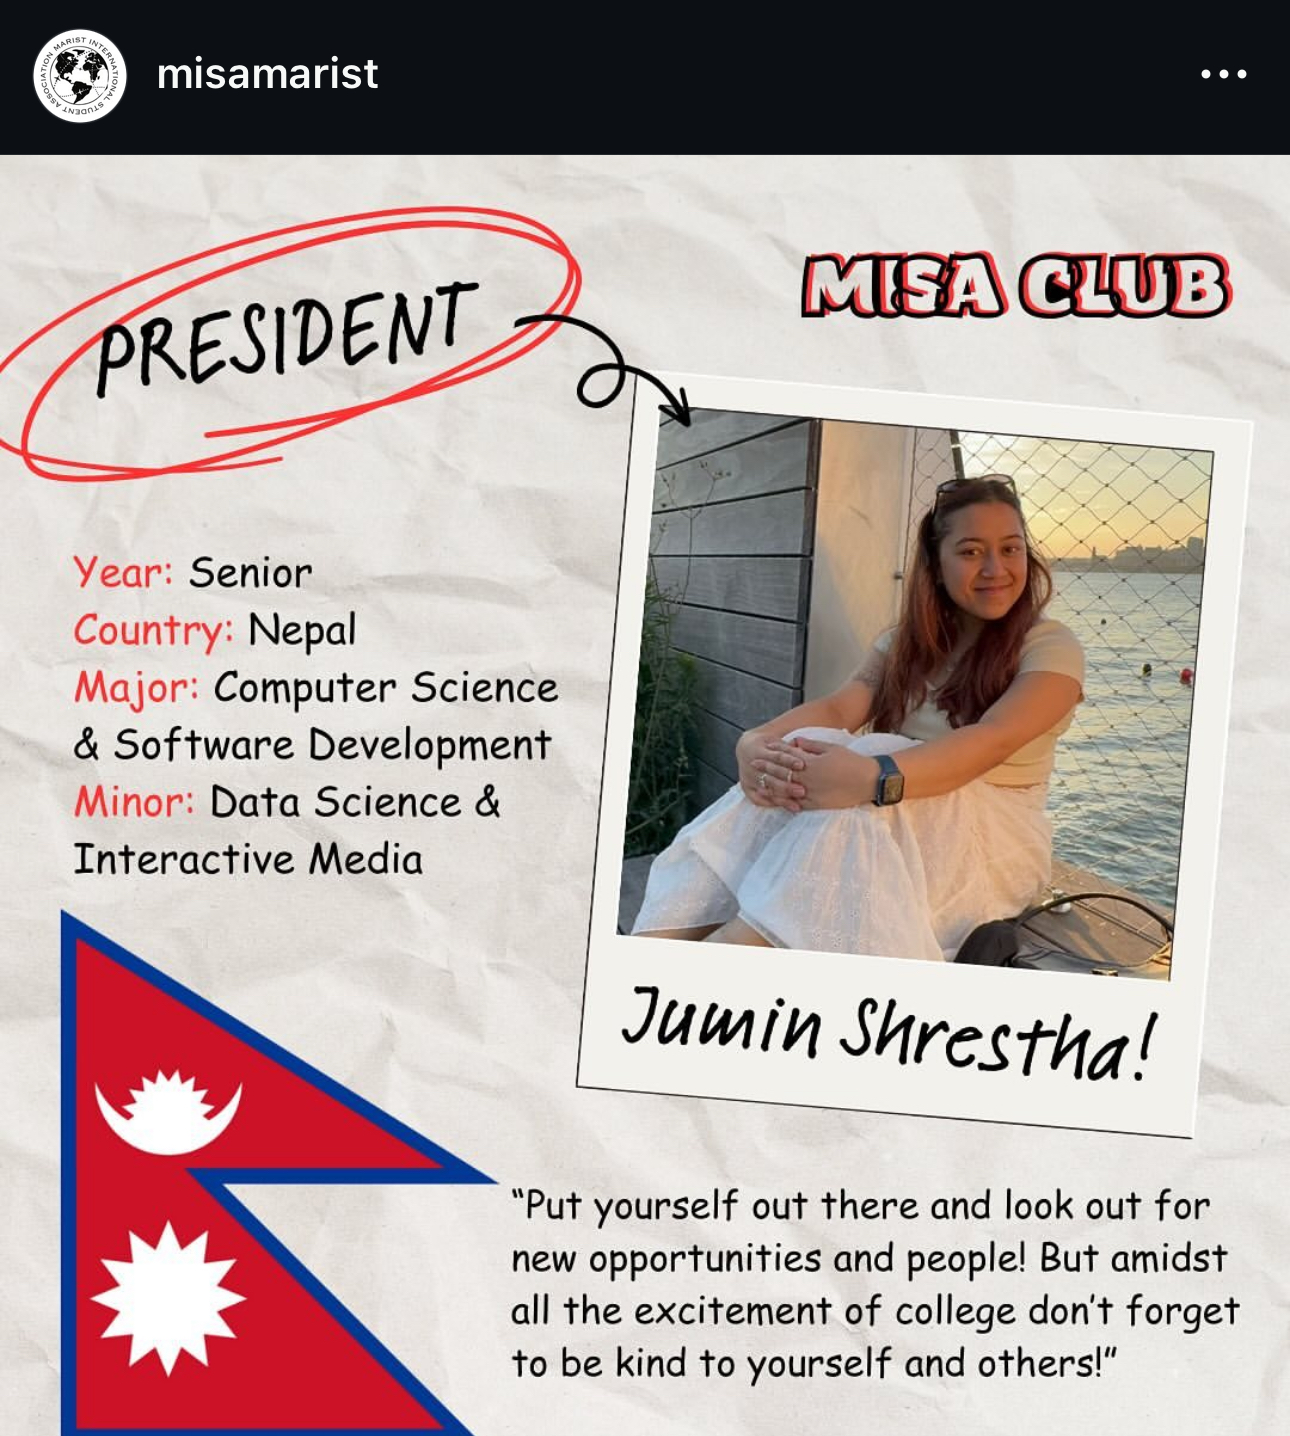 MARIST INTERNATIONAL STUDENT ASSOCIATION
misamarist
MISA CLUB
PRESIDENT
Year: Senior
Country: Nepal
Major: Computer Science
& Software Development
Minor: Data Science &
Interactive Media
Jumin Shrestha!
“Put yourself out there and look out for
new opportunities and people! But amidst
all the excitement of college don't forget
to be kind to yourself and others!”